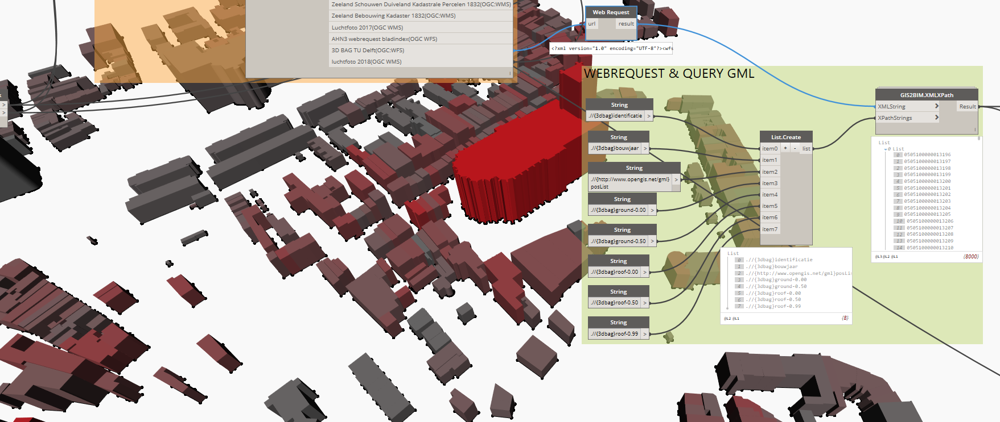 Zeeland Schouwen Duiveland Kadastrale Percelen 1832(OGC:WMS)
Zeeland Bebouwing Kadaster 1832(OGC:WMS)
Luchtfoto 2017(OGC WMS)
AHN3 webrequest bladindex(OGC WFS)
3D BAG TU Delft(OGC:WFS)
luchtfoto 2018(OGC WMS)
Web Request
url
result
<?xml version="1.0" encoding="UTF-8"?><wfs
>
>
WEBREQUEST & QUERY GML
String
.//{3dbag}identificatie >
String
.//{3dbag}bouwjaar >
String
.//{http://www.opengis.net/gml}
posList
>
String
.//{3dbag}ground-0.00 >
String
.//{3dbag}ground-0.50 >
String
.//{3dbag}roof-0.00 >
String
.//{3dbag}roof-0.50 >
String
.//{3dbag}roof-0.99 >
List.Create
item0 + - list
item1
item2
item3
item4
item5
item6
item7
List
0 .//{3dbag}identificatie
1 .//{3dbag}bouwjaar
2 .//{http://www.opengis.net/gml}posLis
3 .//{3dbag}ground-0.00
4 .//{3dbag}ground-0.50
5 .//{3dbag}roof-0.00
6 .//{3dbag}roof-0.50
7 .//{3dbag}roof-0.99
@L2 @L1 {8}
GIS2BIM.XMLXPath
XMLString > Result
XPathStrings >
l
List
0 List
0 0505100000013196
1 0505100000013197
2 0505100000013198
3 0505100000013199
4 0505100000013200
5 0505100000013201
6 0505100000013202
7 0505100000013203
8 0505100000013204
9 0505100000013205
10 0505100000013206
11 0505100000013207
12 0505100000013208
13 0505100000013209
14 0505100000013210
@L3 @L2 @L1 {8000}